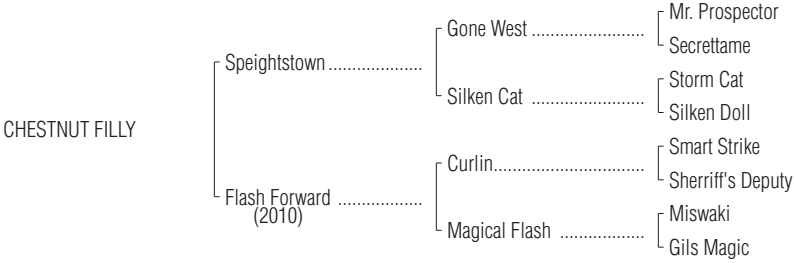 Mr. Prospector
Gone West ........................
Secrettame
Speightstown ....................
Storm Cat
Silken Cat ........................
Silken Doll
CHESTNUT FILLY
Smart Strike
Curlin................................
Sherriff's Deputy
Flash Forward ..................
(2010)
Miswaki
Magical Flash ..................
Gils Magic